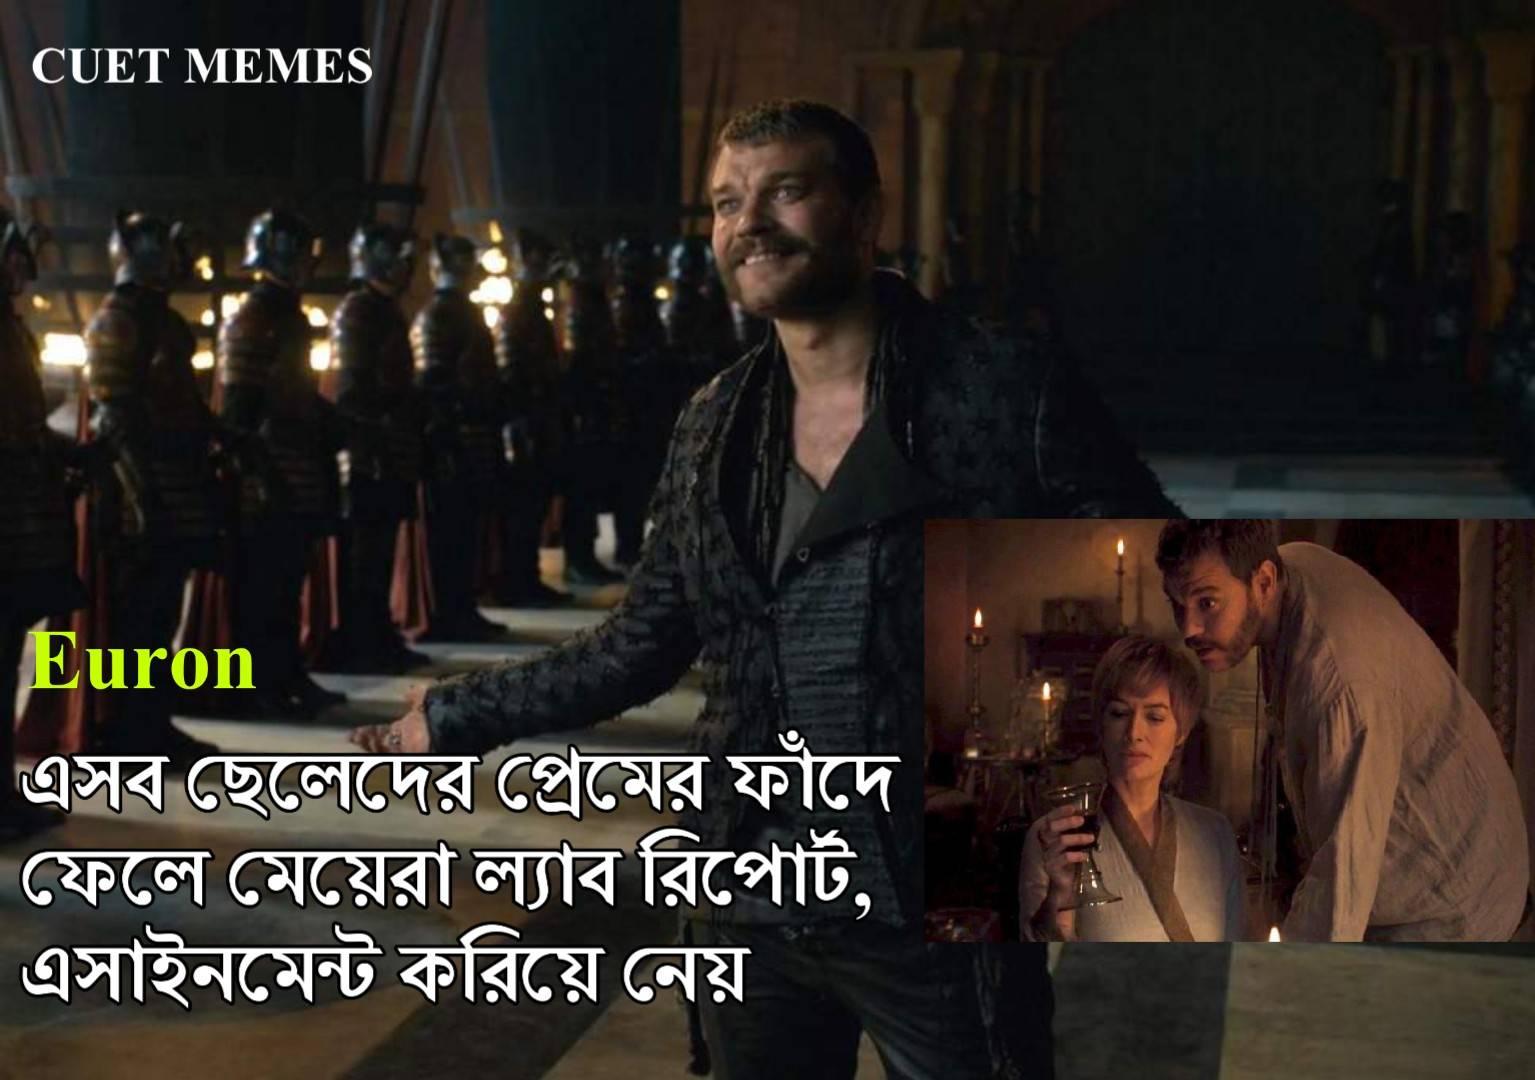 CUET MEMES
Euron
এসব ছেলেদের প্রেমের ফাঁদে
ফেলে মেয়েরা ল্যাব রিপোর্ট,
এসাইনমেন্ট করিয়ে নেয়